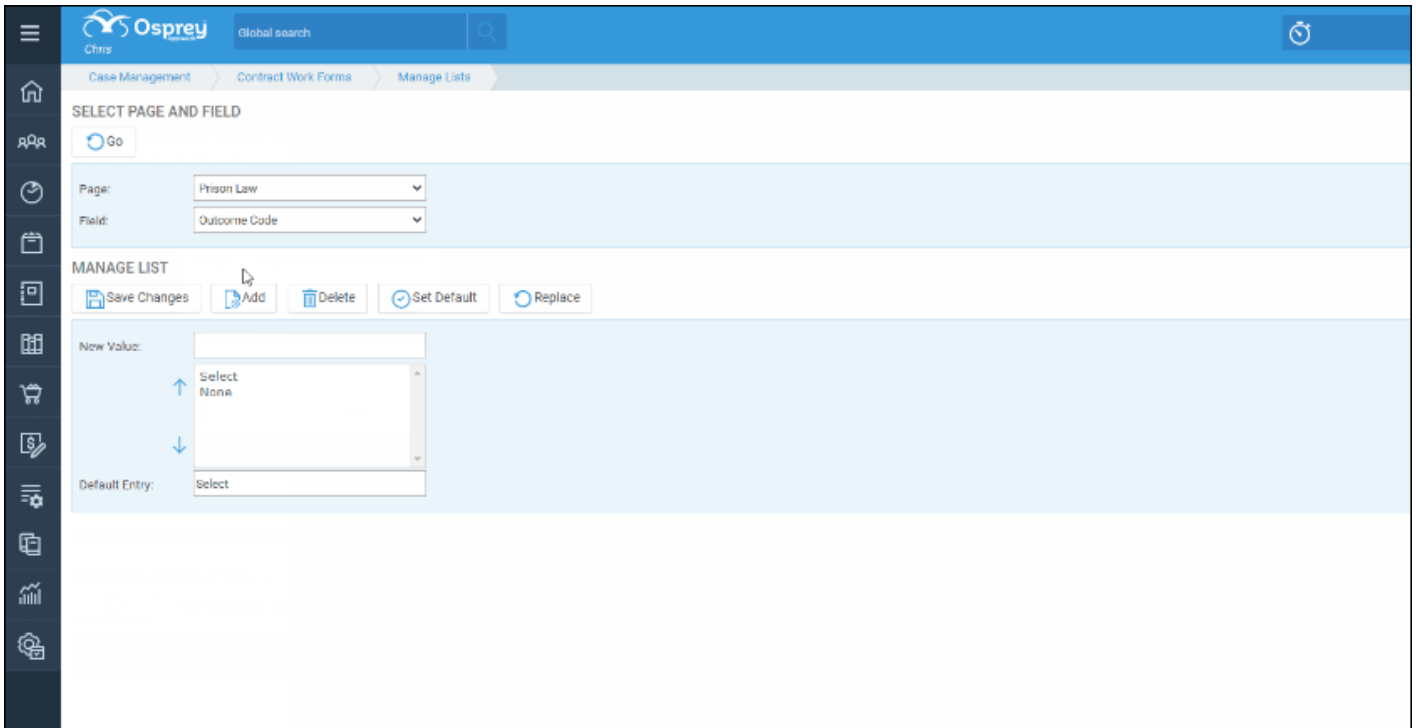 Osprey
Chris
Global search
Case Management
Contract Work Forms
Manage Lists
SELECT PAGE AND FIELD
Go
Page:
Prison Law
Field:
Outcome Code
MANAGE LIST
Save Changes
Add
Delete
Set Default
Replace
New Value:
Select
None
Default Entry:
Select